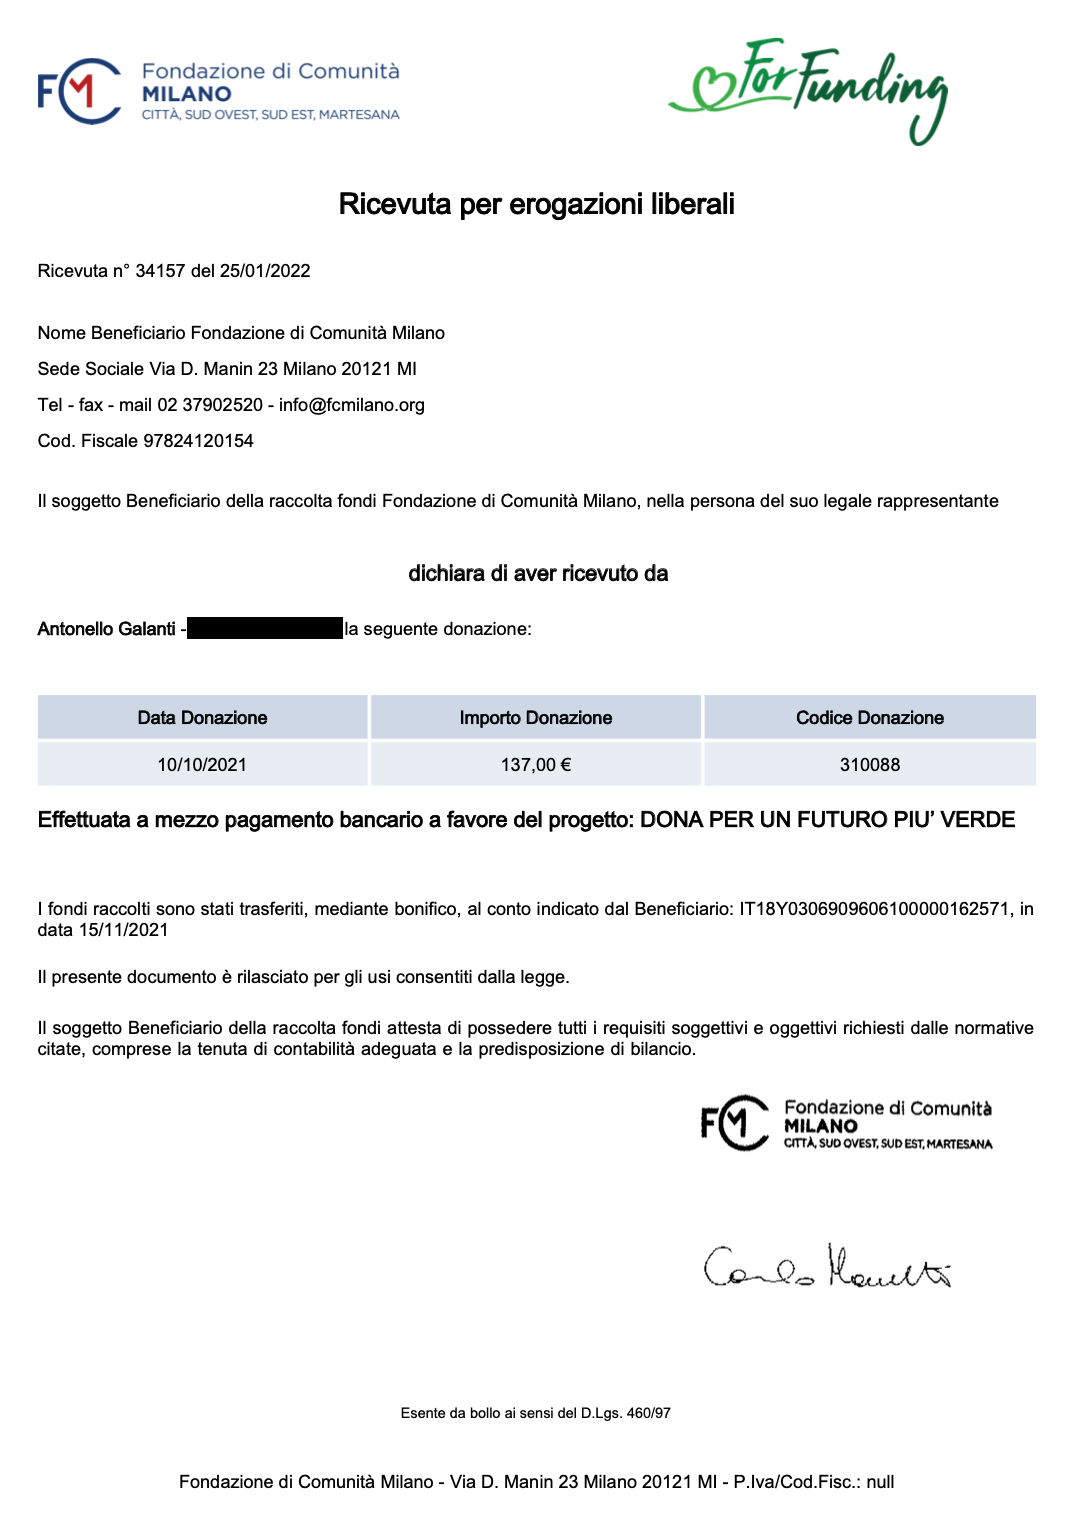 FMC
Fondazione di Comunità
MILANO
CITTÀ, SUD OVEST, SUD EST, MARTESANA
ForFunding
Ricevuta per erogazioni liberali
Ricevuta n° 34157 del 25/01/2022
Nome Beneficiario Fondazione di Comunità Milano
Sede Sociale Via D. Manin 23 Milano 20121 MI
Tel - fax - mail 02 37902520 - info@fcmilano.org
Cod. Fiscale 97824120154
Il soggetto Beneficiario della raccolta fondi Fondazione di Comunità Milano, nella persona del suo legale rappresentante
dichiara di aver ricevuto da
Antonello Galanti - la seguente donazione:
Data Donazione Importo Donazione Codice Donazione
10/10/2021 137,00 € 310088
Effettuata a mezzo pagamento bancario a favore del progetto: DONA PER UN FUTURO PIU’ VERDE
I fondi raccolti sono stati trasferiti, mediante bonifico, al conto indicato dal Beneficiario: IT18Y0306909606100000162571, in
data 15/11/2021
Il presente documento è rilasciato per gli usi consentiti dalla legge.
Il soggetto Beneficiario della raccolta fondi attesta di possedere tutti i requisiti soggettivi e oggettivi richiesti dalle normative
citate, comprese la tenuta di contabilità adeguata e la predisposizione di bilancio.
FMC
Fondazione di Comunità
MILANO
CITTÀ, SUD OVEST, SUD EST, MARTESANA
Carlo
Esente da bollo ai sensi del D.Lgs. 460/97
Fondazione di Comunità Milano - Via D. Manin 23 Milano 20121 MI - P.Iva/Cod.Fisc.: null